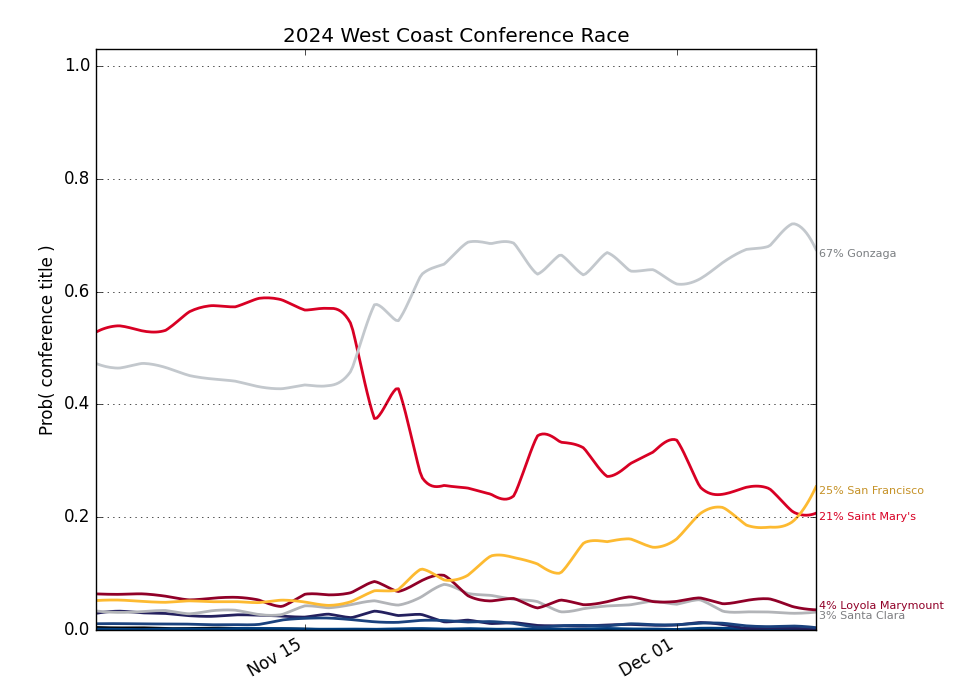 2024 West Coast Conference Race
Prob( conference title )
1.0
0.8
0.6
0.4
0.2
0.0
Nov 15
Dec 01
67% Gonzaga
25% San Francisco
21% Saint Mary's
4% Loyola Marymount
3% Santa Clara